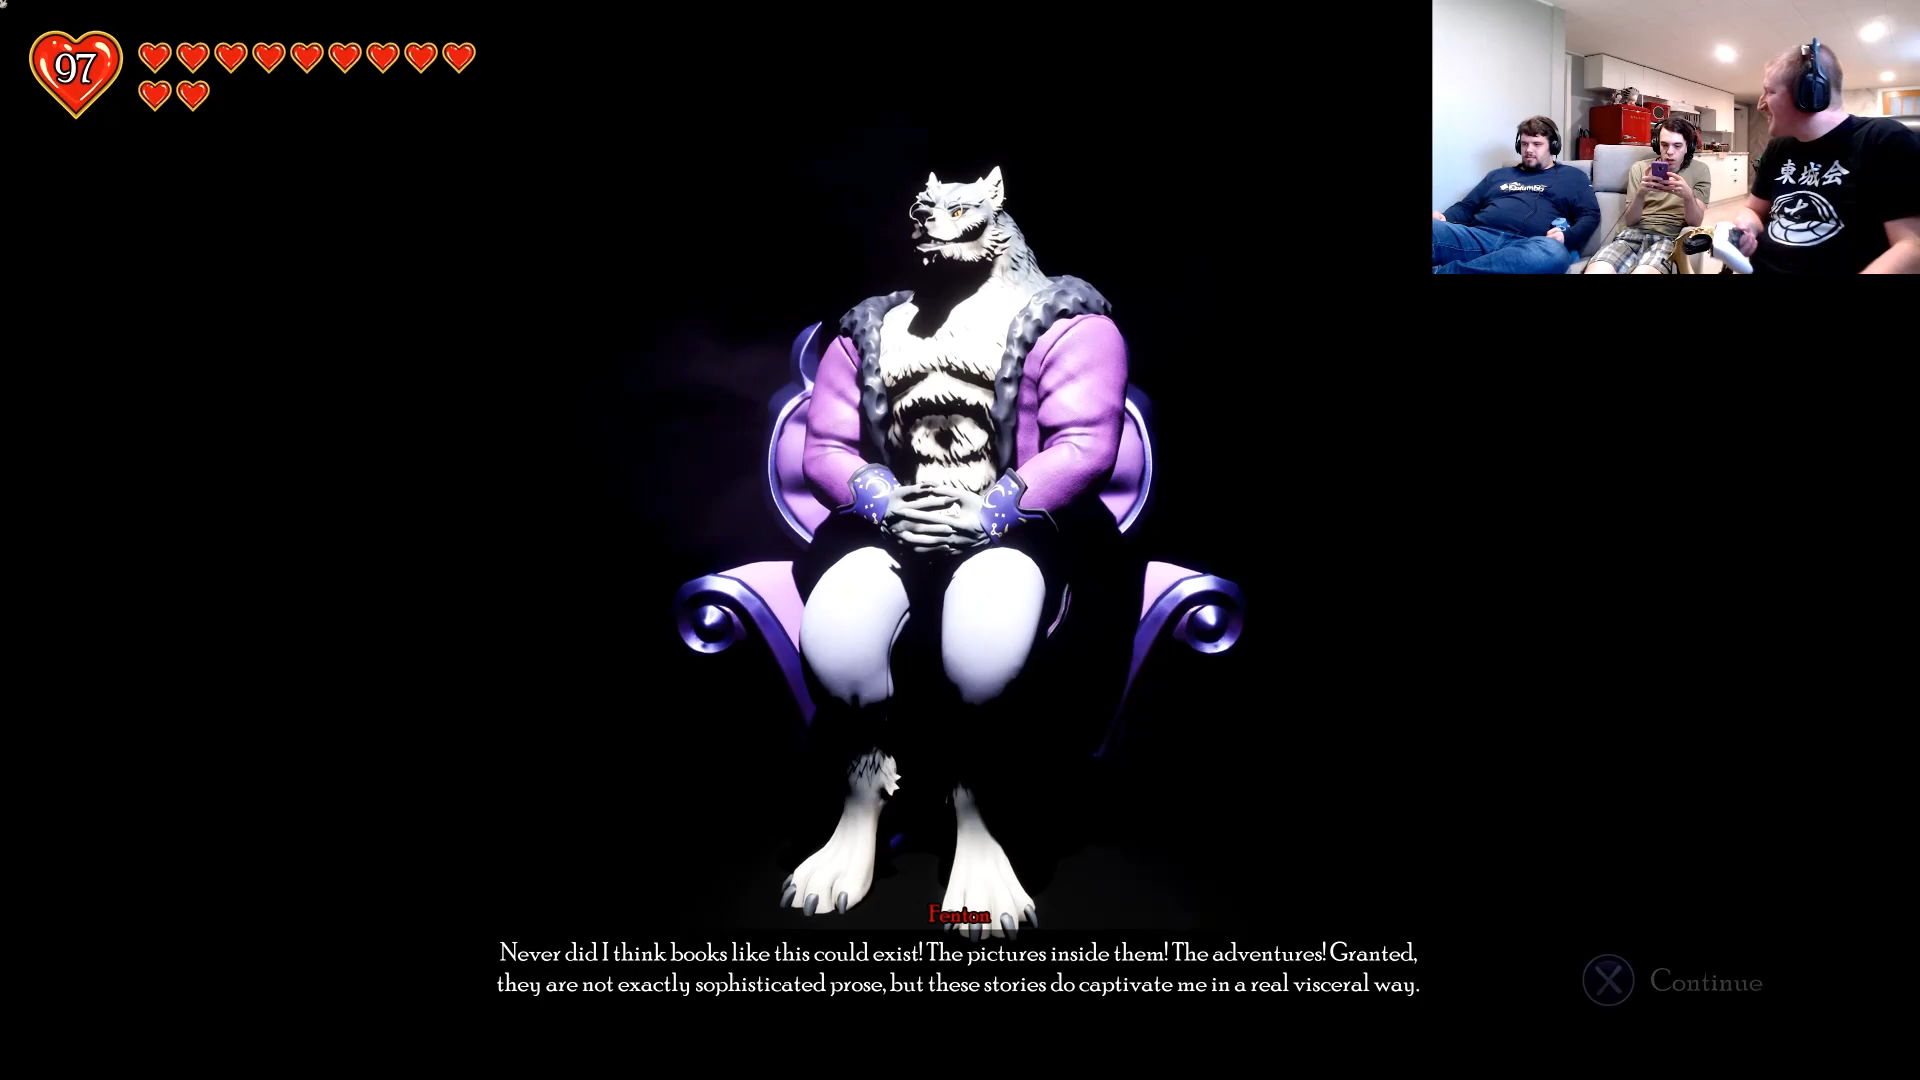 97
東城会
Columbia
Fenton
Never did I think books like this could exist! The pictures inside them! The adventures! Granted,
they are not exactly sophisticated prose, but these stories do captivate me in a real visceral way.
X Continue